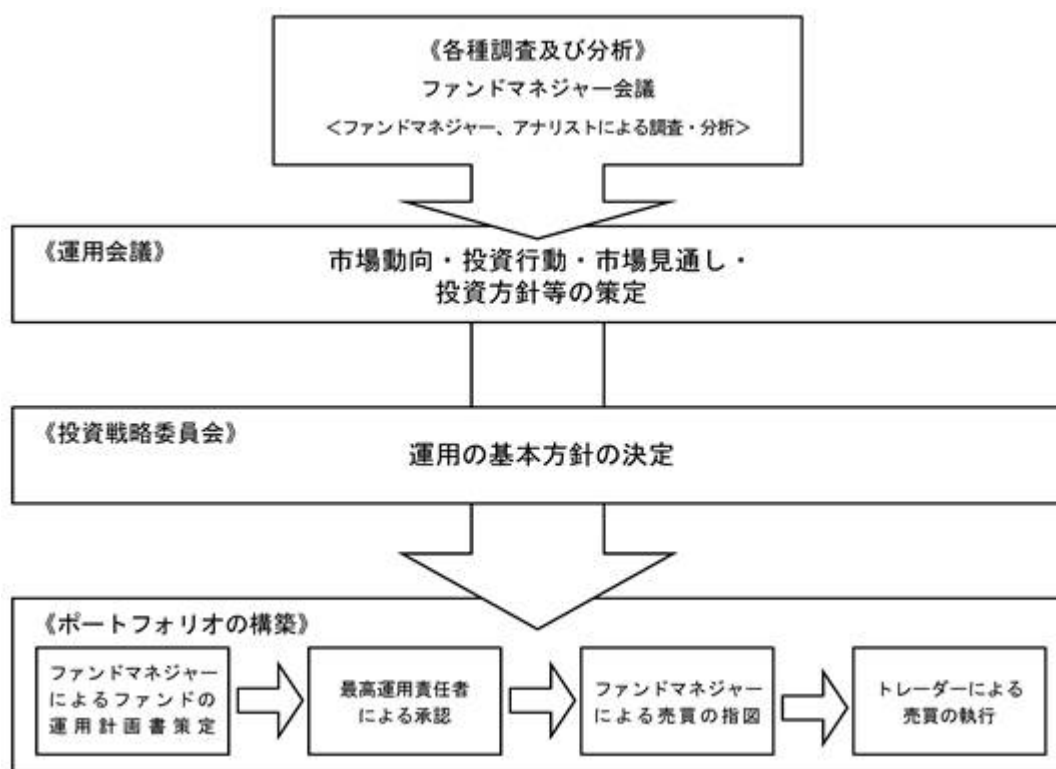 《各種調査及び分析》
ファンドマネジャー会議
＜ファンドマネジャー、アナリストによる調査・分析＞
《運用会議》
市場動向・投資行動・市場見通し・
投資方針等の策定
《投資戦略委員会》
運用の基本方針の決定
《ポートフォリオの構築》
ファンドマネジャー
によるファンドの
運用計画書策定
最高運用責任者
による承認
ファンドマネジャー
による売買の指図
トレーダーによる
売買の執行